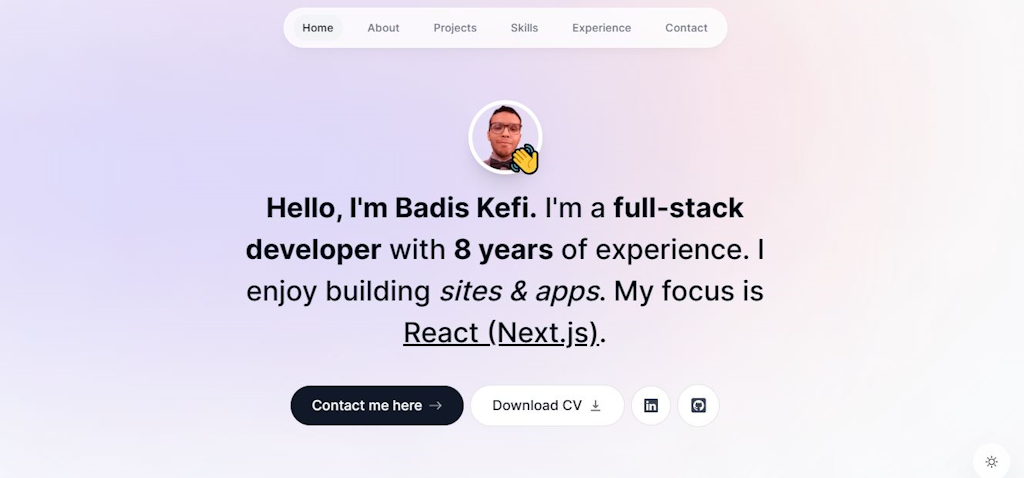 Home About Projects Skills Experience Contact
Hello, I'm Badis Kefi. I'm a full-stack
developer with 8 years of experience. I
enjoy building sites & apps. My focus is
React (Next.js).
Contact me here Download CV in